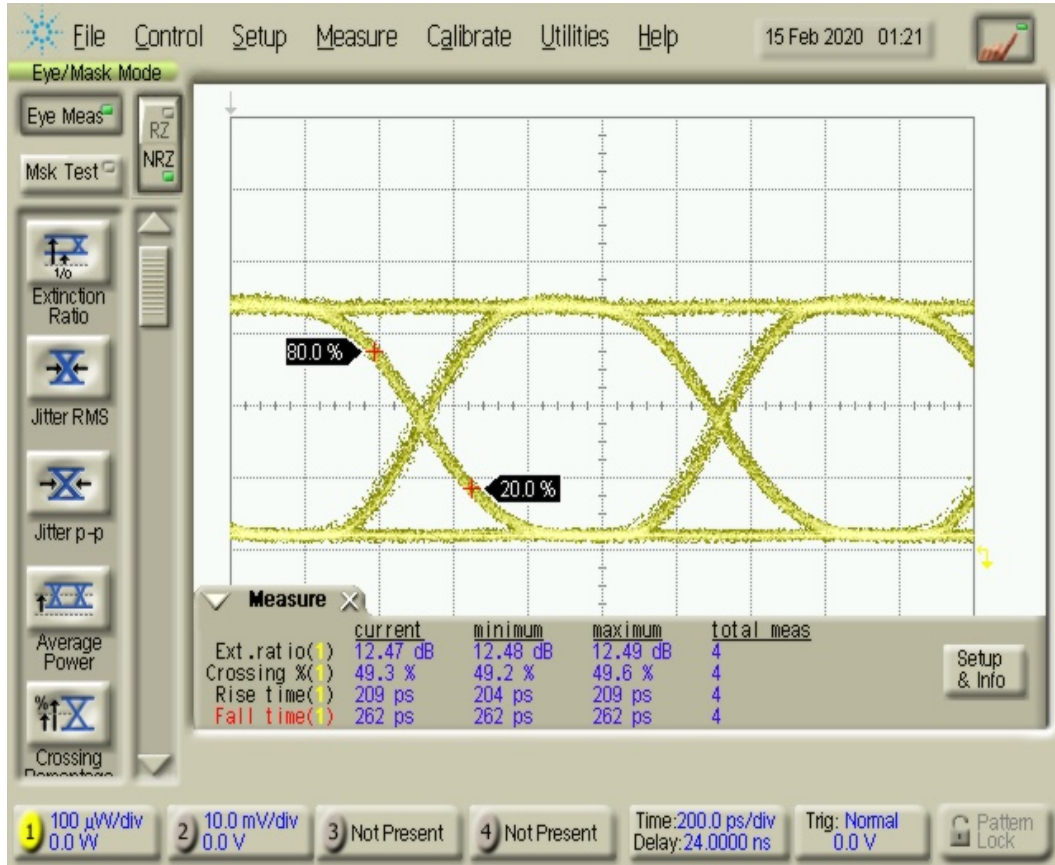 File Control Setup Measure Calibrate Utilities Help 15 Feb 2020 01:21
Eye/Mask Mode
Eye Meas
RZ
NRZ
Msk Test
1/0
Extinction
Ratio
Jitter RMS
Jitter p-p
Average
Power
%
Crossing
80.0 %
20.0 %
Measure
current minimum maximum total meas
Ext.ratio(1) 12.47 dB 12.48 dB 12.49 dB 4
Crossing %(1) 49.3 % 49.2 % 49.6 % 4
Rise time(1) 209 ps 204 ps 209 ps 4
Fall time(1) 262 ps 262 ps 262 ps 4
Setup
& Info
1 100 µW/div
0.0 W
2 10.0 mV/div
0.0 V
3 Not Present
4 Not Present
Time:200.0 ps/div
Delay:24.0000 ns
Trig: Normal
0.0 V
Pattern
Lock